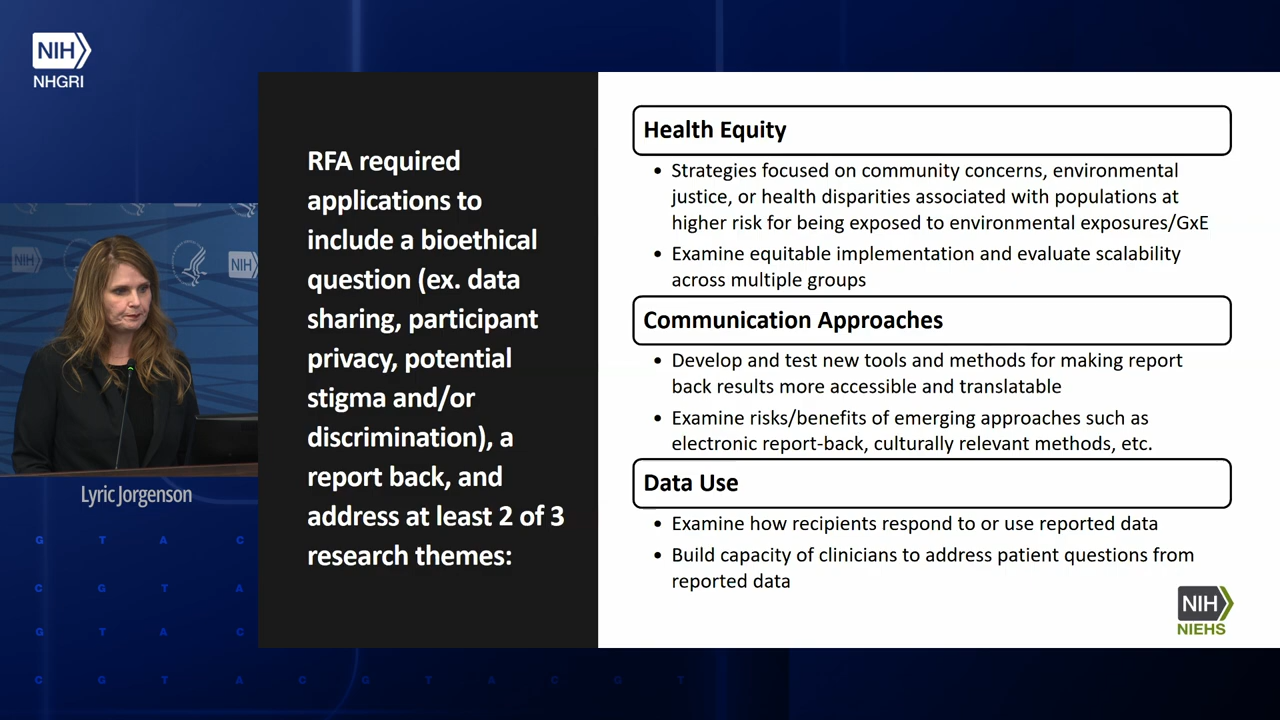 NIH
NHGRI
RFA required
applications to
include a bioethical
question (ex. data
sharing, participant
privacy, potential
stigma and/or
discrimination), a
report back, and
address at least 2 of 3
research themes:
Health Equity
• Strategies focused on community concerns, environmental
justice, or health disparities associated with populations at
higher risk for being exposed to environmental exposures/GxE
• Examine equitable implementation and evaluate scalability
across multiple groups
Communication Approaches
• Develop and test new tools and methods for making report
back results more accessible and translatable
• Examine risks/benefits of emerging approaches such as
electronic report-back, culturally relevant methods, etc.
Data Use
• Examine how recipients respond to or use reported data
• Build capacity of clinicians to address patient questions from
reported data
NIH
NIEHS
NIH
NIH
Lyric Jorgenson
G T A C
C G T A
G T A C
C G T A C G T A C G T